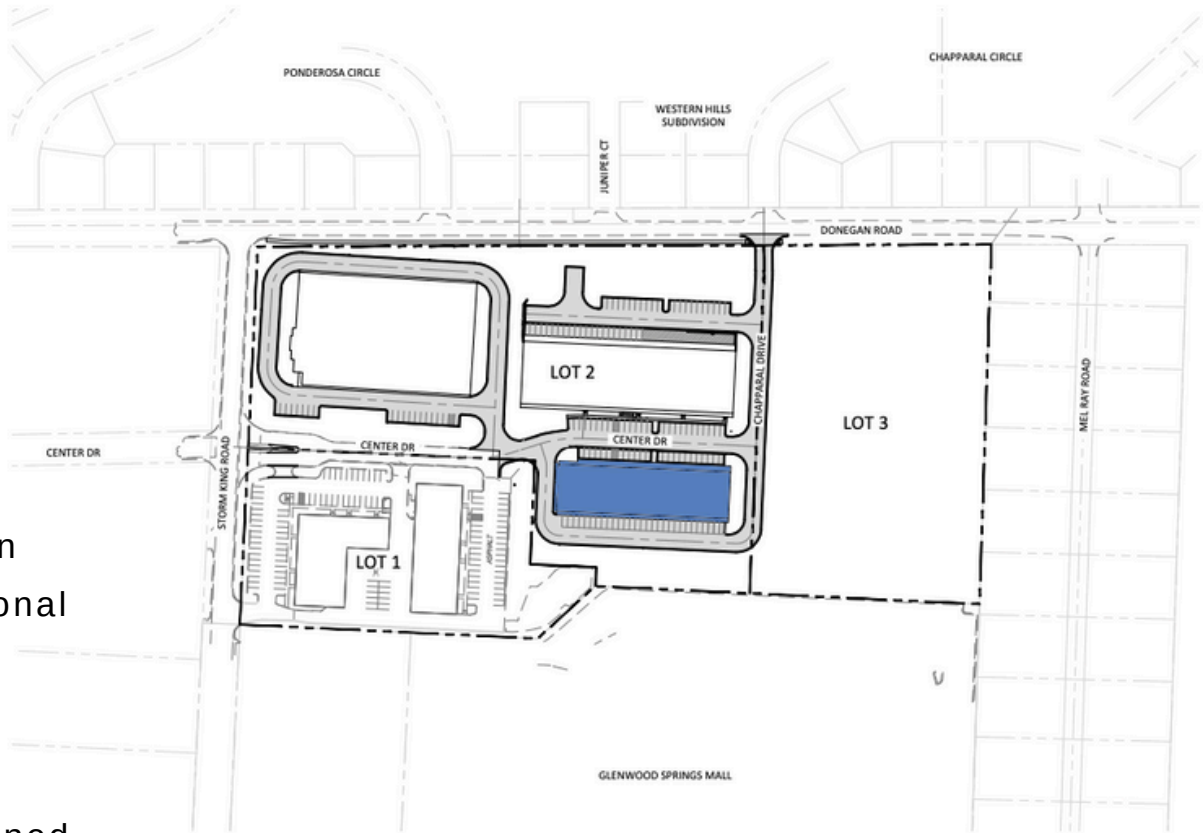 CHAPPARAL CIRCLE
PONDEROSA CIRCLE
WESTERN HILLS
SUBDIVISION
JUNIPER CT
DONEGAN ROAD
LOT 2
CHAPPARAL DRIVE
LOT 3
MEL RAY ROAD
CENTER DR
CENTER DR
CENTER DR
STORM KING ROAD
LOT 1
ASPHALT
n
onal
GLENWOOD SPRINGS MALL
ned